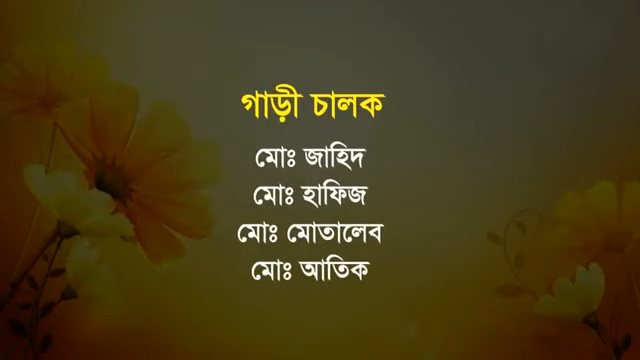 গাড়ী চালক
মোঃ জাহিদ
মোঃ হাফিজ
মোঃ মোতালেব
মোঃ আতিক